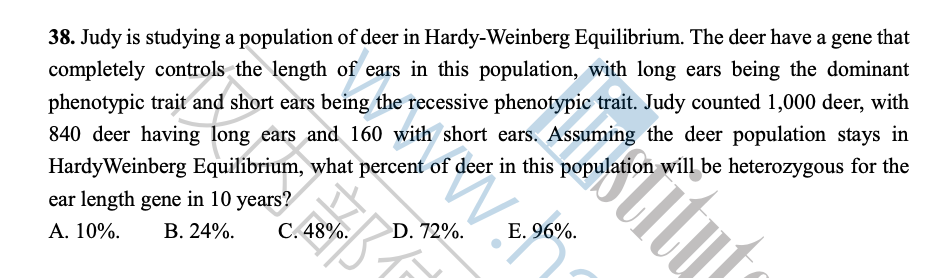 38. Judy is studying a population of deer in Hardy-Weinberg Equilibrium. The deer have a gene that
completely controls the length of ears in this population, with long ears being the dominant
phenotypic trait and short ears being the recessive phenotypic trait. Judy counted 1,000 deer, with
840 deer having long ears and 160 with short ears. Assuming the deer population stays in
HardyWeinberg Equilibrium, what percent of deer in this population will be heterozygous for the
ear length gene in 10 years?
A. 10%. B. 24%. C. 48%. D. 72%. E. 96%.